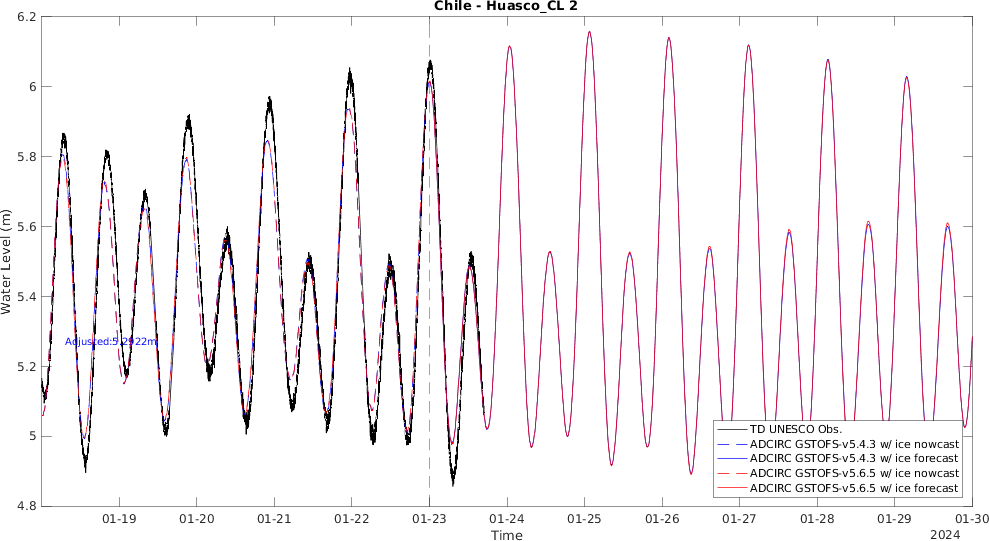 Chile - Huasco_CL 2
6.2
6
5.8
5.6
5.4
5.2
5
4.8
Water Level (m)
Adjusted:5.2922m
TD UNESCO Obs.
ADCIRC GSTOFS-v5.4.3 w/ ice nowcast
ADCIRC GSTOFS-v5.4.3 w/ ice forecast
ADCIRC GSTOFS-v5.6.5 w/ ice nowcast
ADCIRC GSTOFS-v5.6.5 w/ ice forecast
01-19 01-20 01-21 01-22 01-23 01-24 01-25 01-26 01-27 01-28 01-29 01-30
Time
2024